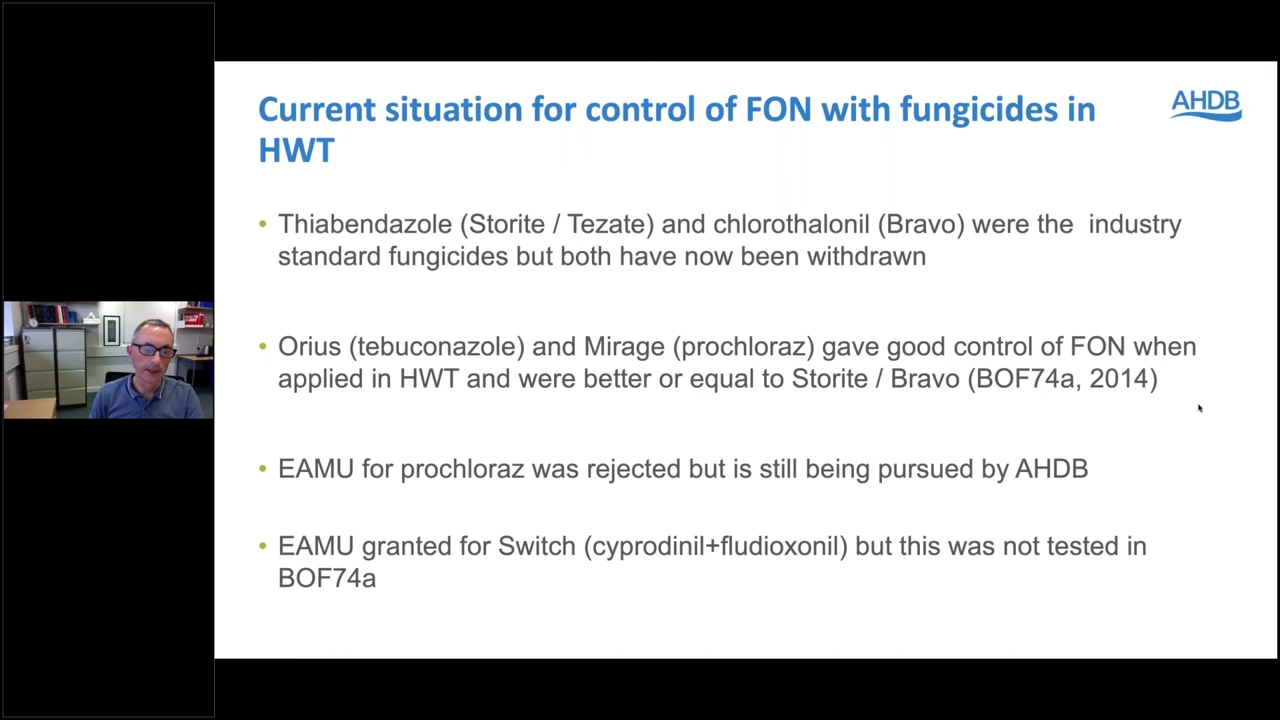 Current situation for control of FON with fungicides in
HWT
AHDB
• Thiabendazole (Storite / Tezate) and chlorothalonil (Bravo) were the  industry
standard fungicides but both have now been withdrawn
• Orius (tebuconazole) and Mirage (prochloraz) gave good control of FON when
applied in HWT and were better or equal to Storite / Bravo (BOF74a, 2014)
• EAMU for prochloraz was rejected but is still being pursued by AHDB
• EAMU granted for Switch (cyprodinil+fludioxonil) but this was not tested in
BOF74a